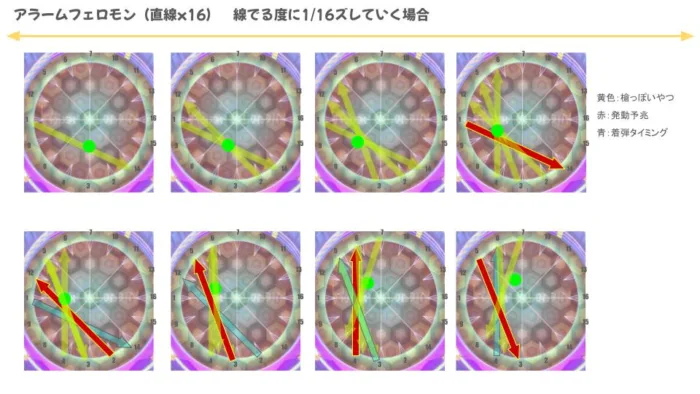 アラームフェロモン（直線×16）　線でる度に1/16ズしていく場合
黄色：槍っぽいやつ
赤：発動予兆
青：着弾タイミング